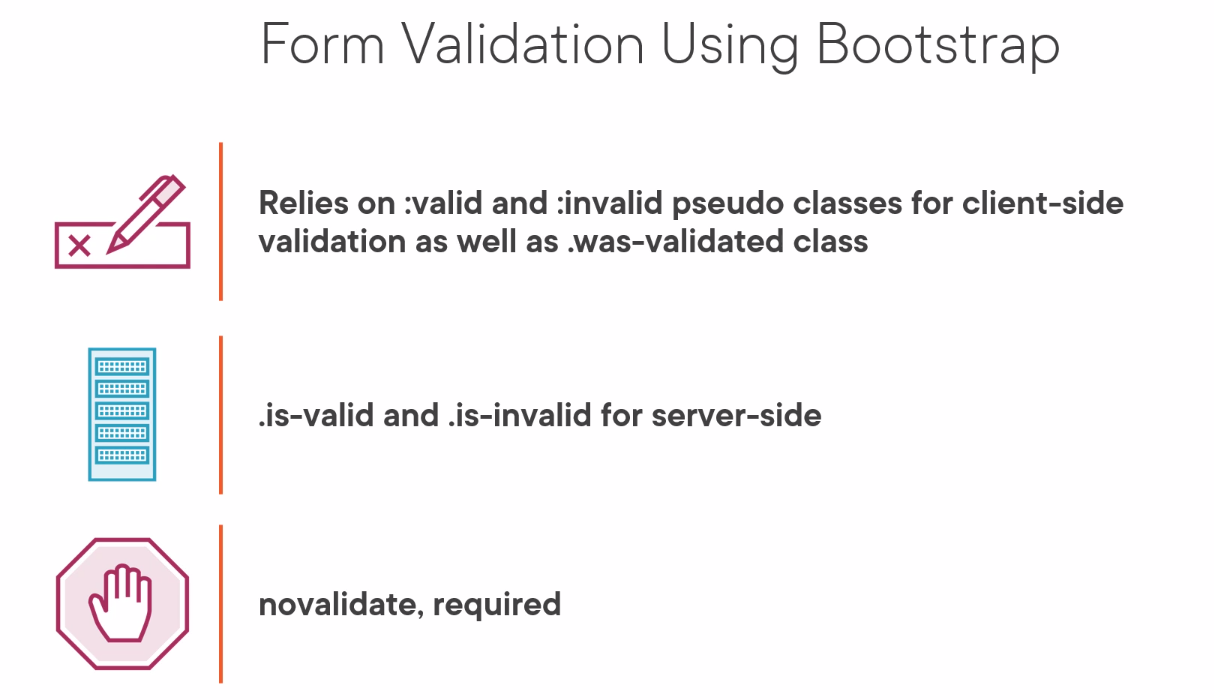 Form Validation Using Bootstrap
Relies on :valid and :invalid pseudo classes for client-side
validation as well as .was-validated class
.is-valid and .is-invalid for server-side
novalidate, required